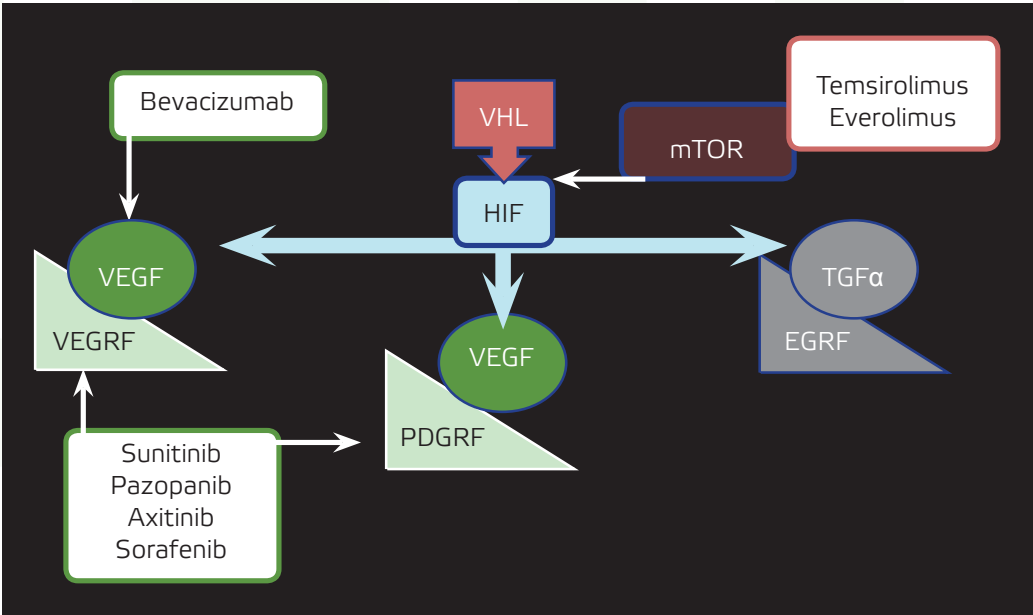 Bevacizumab
VHL
mTOR
Temsirolimus
Everolimus
HIF
VEGF
VEGRF
TGFα
EGRF
VEGF
PDGRF
Sunitinib
Pazopanib
Axitinib
Sorafenib